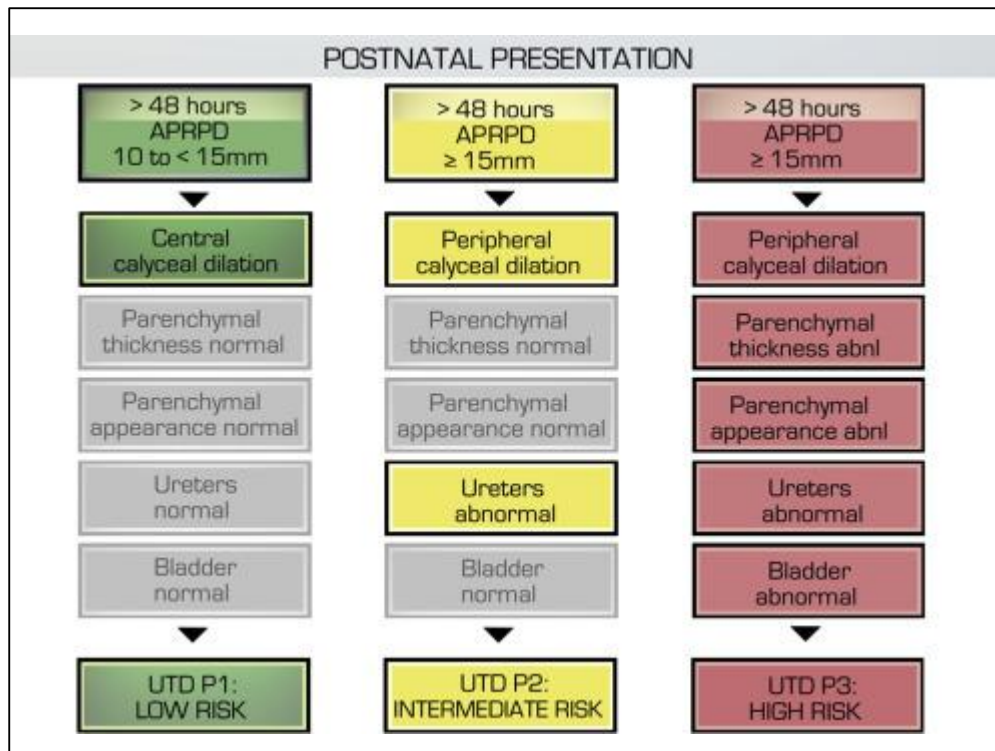 POSTNATAL PRESENTATION
> 48 hours
APRPD
10 to < 15mm
Central
calyceal dilation
Parenchymal
thickness normal
Parenchymal
appearance normal
Ureters
normal
Bladder
normal
UTD P1:
LOW RISK
> 48 hours
APRPD
≥ 15mm
Peripheral
calyceal dilation
Parenchymal
thickness normal
Parenchymal
appearance normal
Ureters
abnormal
Bladder
normal
UTD P2:
INTERMEDIATE RISK
> 48 hours
APRPD
≥ 15mm
Peripheral
calyceal dilation
Parenchymal
thickness abnl
Parenchymal
appearance abnl
Ureters
abnormal
Bladder
abnormal
UTD P3:
HIGH RISK